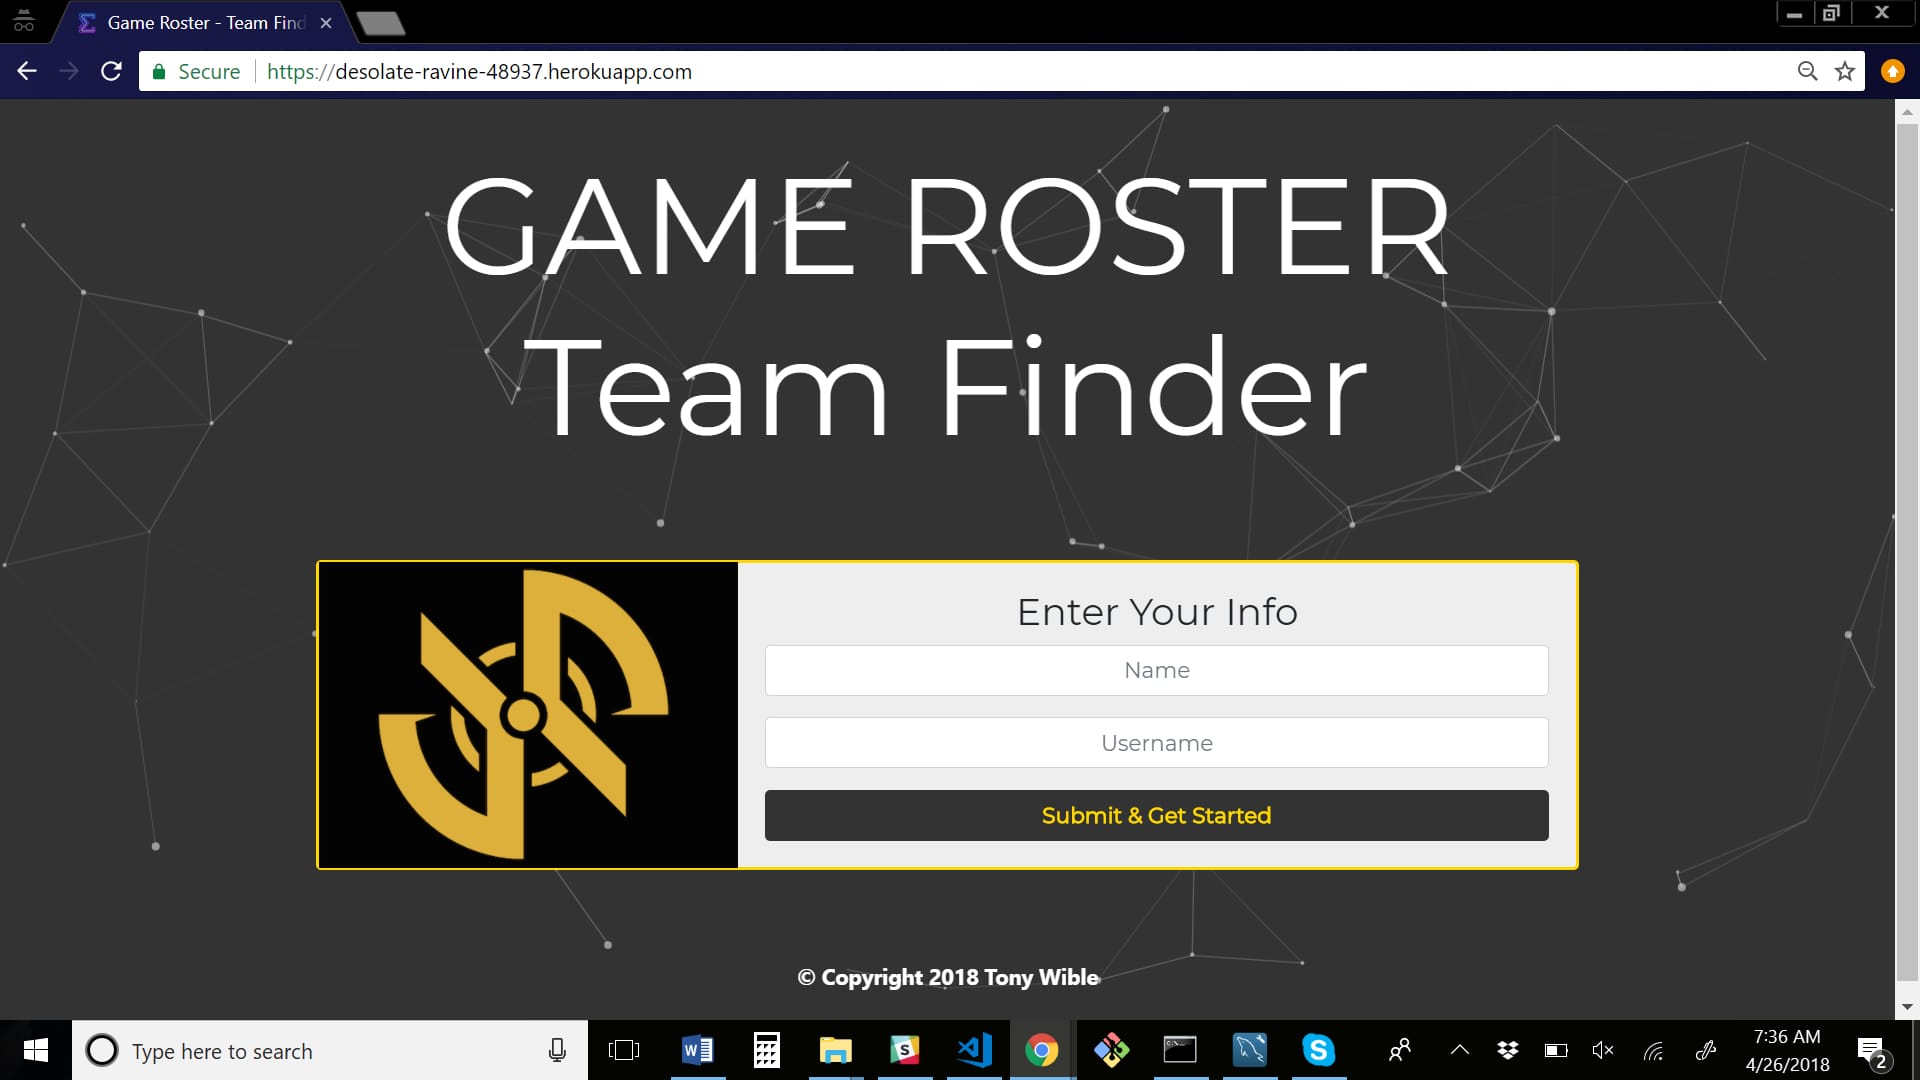 Game Roster - Team Find
Secure
https://desolate-ravine-48937.herokuapp.com
GAME ROSTER
Team Finder
Enter Your Info
Name
Username
Submit & Get Started
© Copyright 2018 Tony Wible
Type here to search
7:36 AM
4/26/2018
2